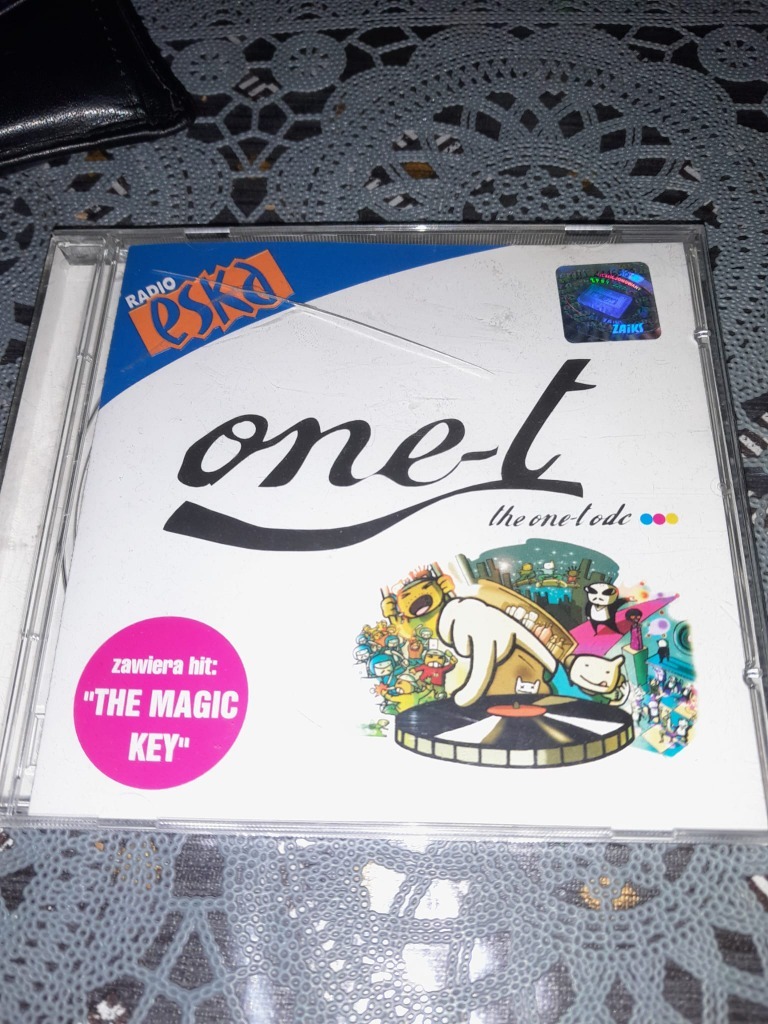 RADIO
eska
ZAiKS
one-t
the one-t odc
zawiera hit:
"THE MAGIC
KEY"